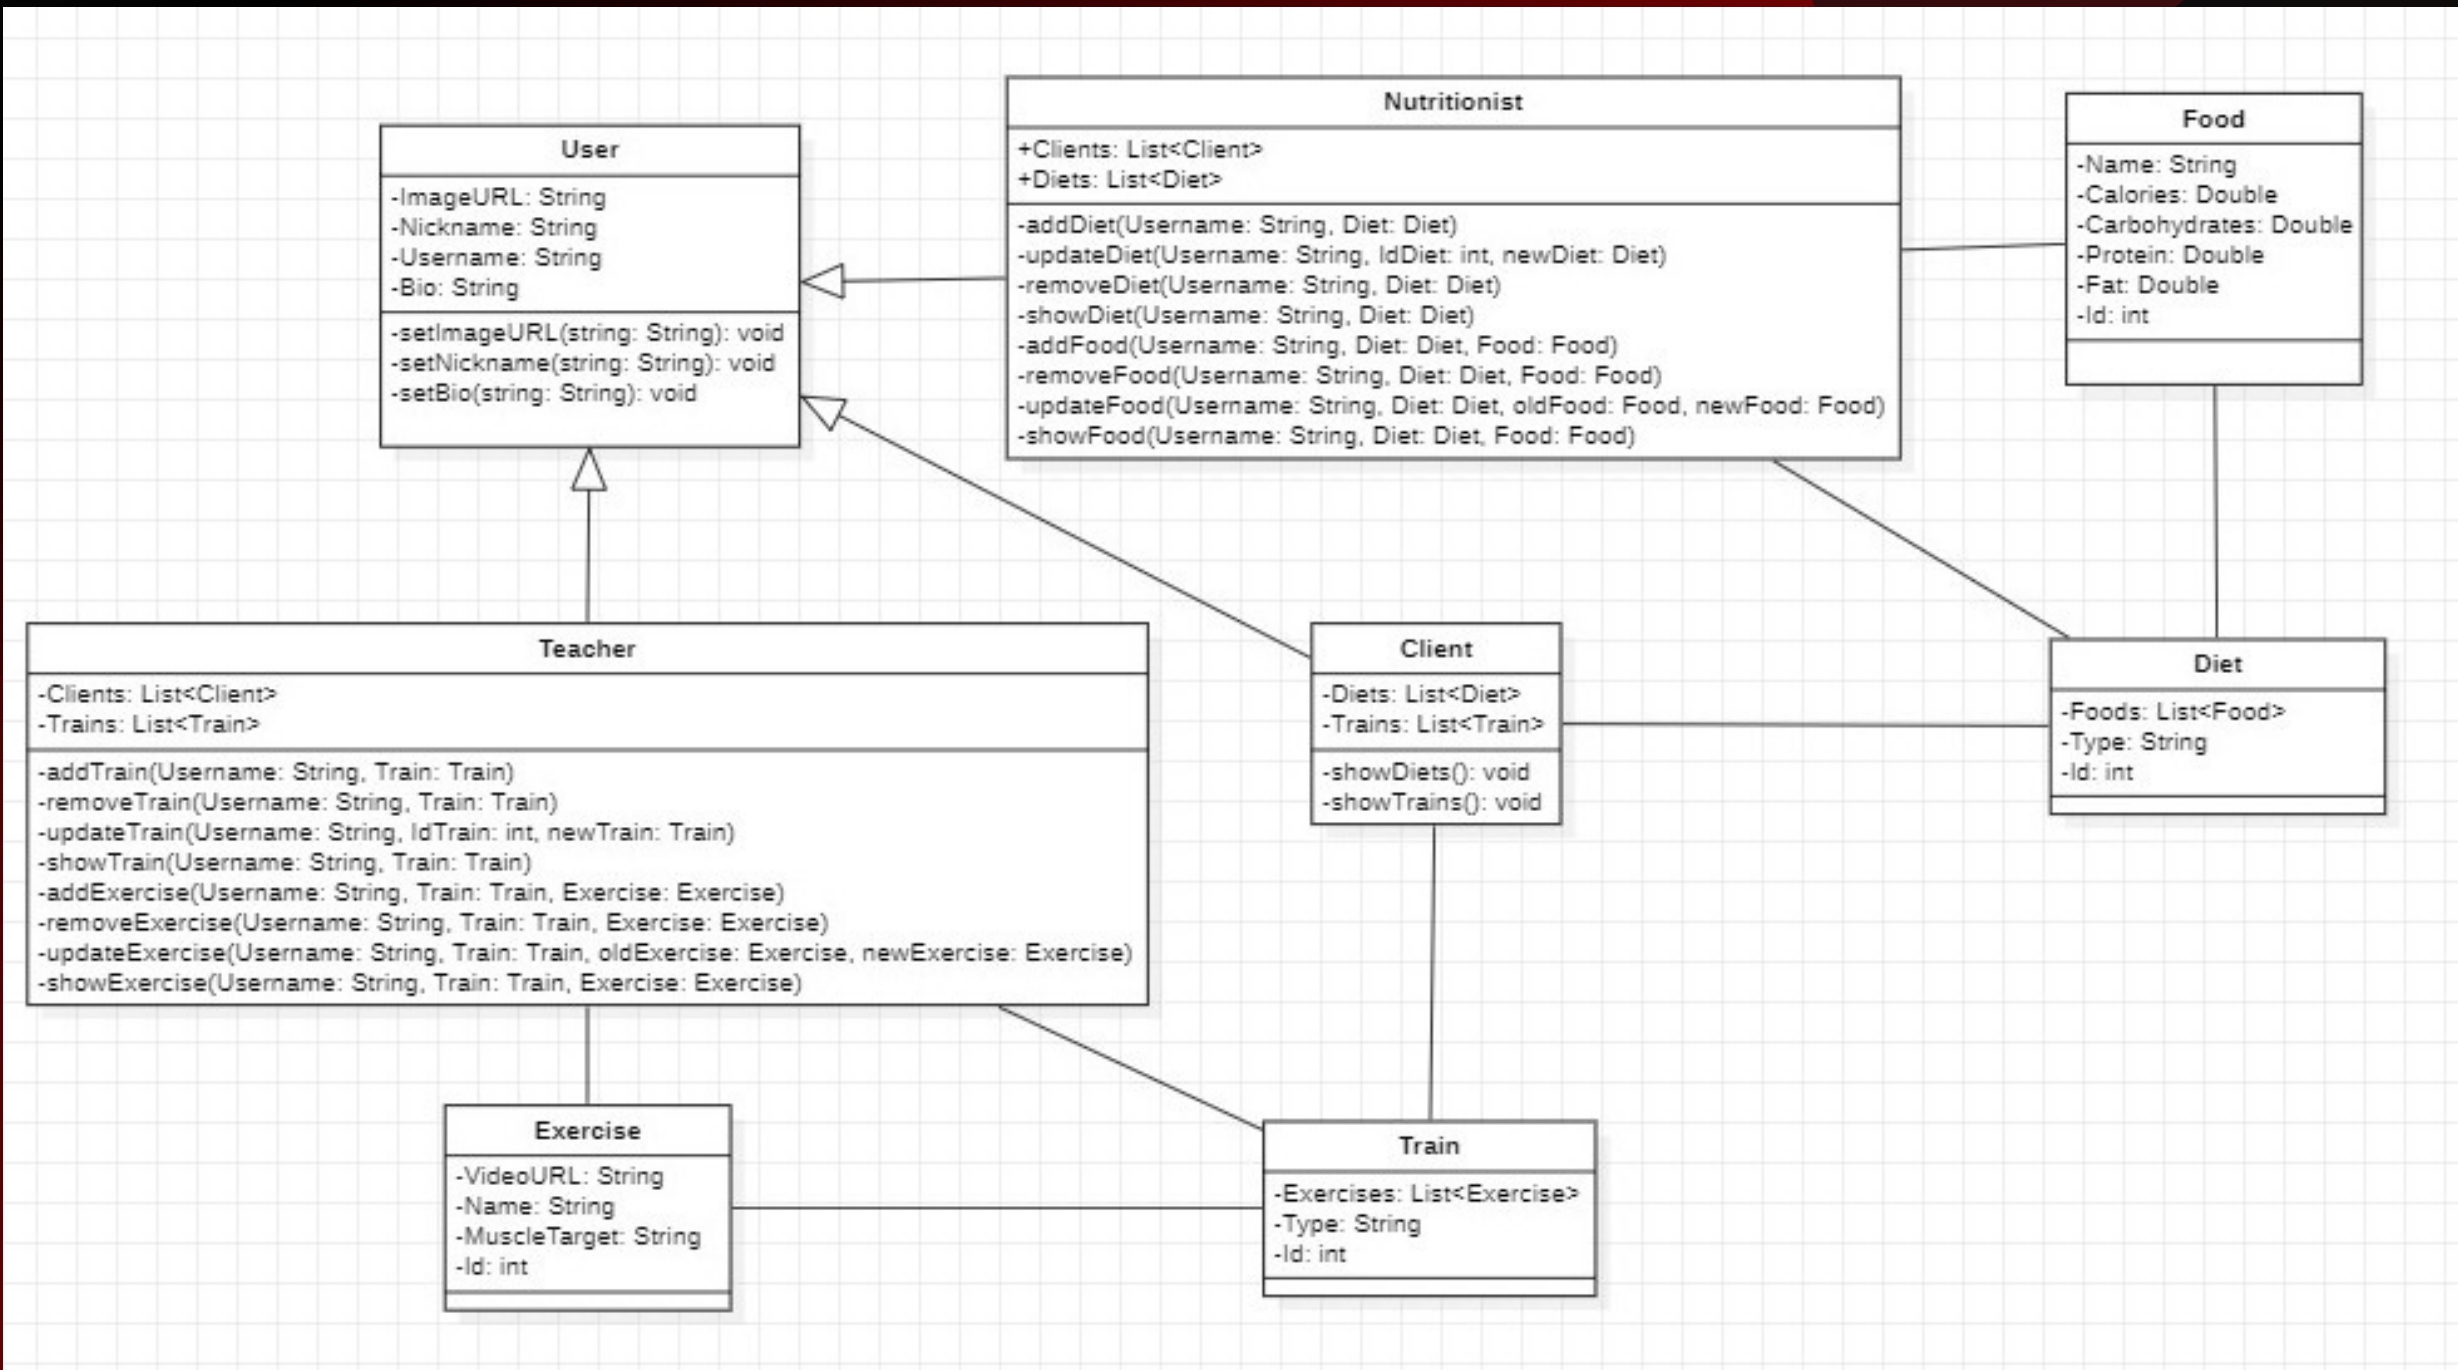 User
-ImageURL: String
-Nickname: String
-Username: String
-Bio: String
-setImageURL(string: String): void
-setNickname(string: String): void
-setBio(string: String): void
Nutritionist
+Clients: List<Client>
+Diets: List<Diet>
-addDiet(Username: String, Diet: Diet)
-updateDiet(Username: String, IdDiet: int, newDiet: Diet)
-removeDiet(Username: String, Diet: Diet)
-showDiet(Username: String, Diet: Diet)
-addFood(Username: String, Diet: Diet, Food: Food)
-removeFood(Username: String, Diet: Diet, Food: Food)
-updateFood(Username: String, Diet: Diet, oldFood: Food, newFood: Food)
-showFood(Username: String, Diet: Diet, Food: Food)
Food
-Name: String
-Calories: Double
-Carbohydrates: Double
-Protein: Double
-Fat: Double
-Id: int
Teacher
-Clients: List<Client>
-Trains: List<Train>
-addTrain(Username: String, Train: Train)
-removeTrain(Username: String, Train: Train)
-updateTrain(Username: String, IdTrain: int, newTrain: Train)
-showTrain(Username: String, Train: Train)
-addExercise(Username: String, Train: Train, Exercise: Exercise)
-removeExercise(Username: String, Train: Train, Exercise: Exercise)
-updateExercise(Username: String, Train: Train, oldExercise: Exercise, newExercise: Exercise)
-showExercise(Username: String, Train: Train, Exercise: Exercise)
Client
-Diets: List<Diet>
-Trains: List<Train>
-showDiets(): void
-showTrains(): void
Diet
-Foods: List<Food>
-Type: String
-Id: int
Exercise
-VideoURL: String
-Name: String
-MuscleTarget: String
-Id: int
Train
-Exercises: List<Exercise>
-Type: String
-Id: int